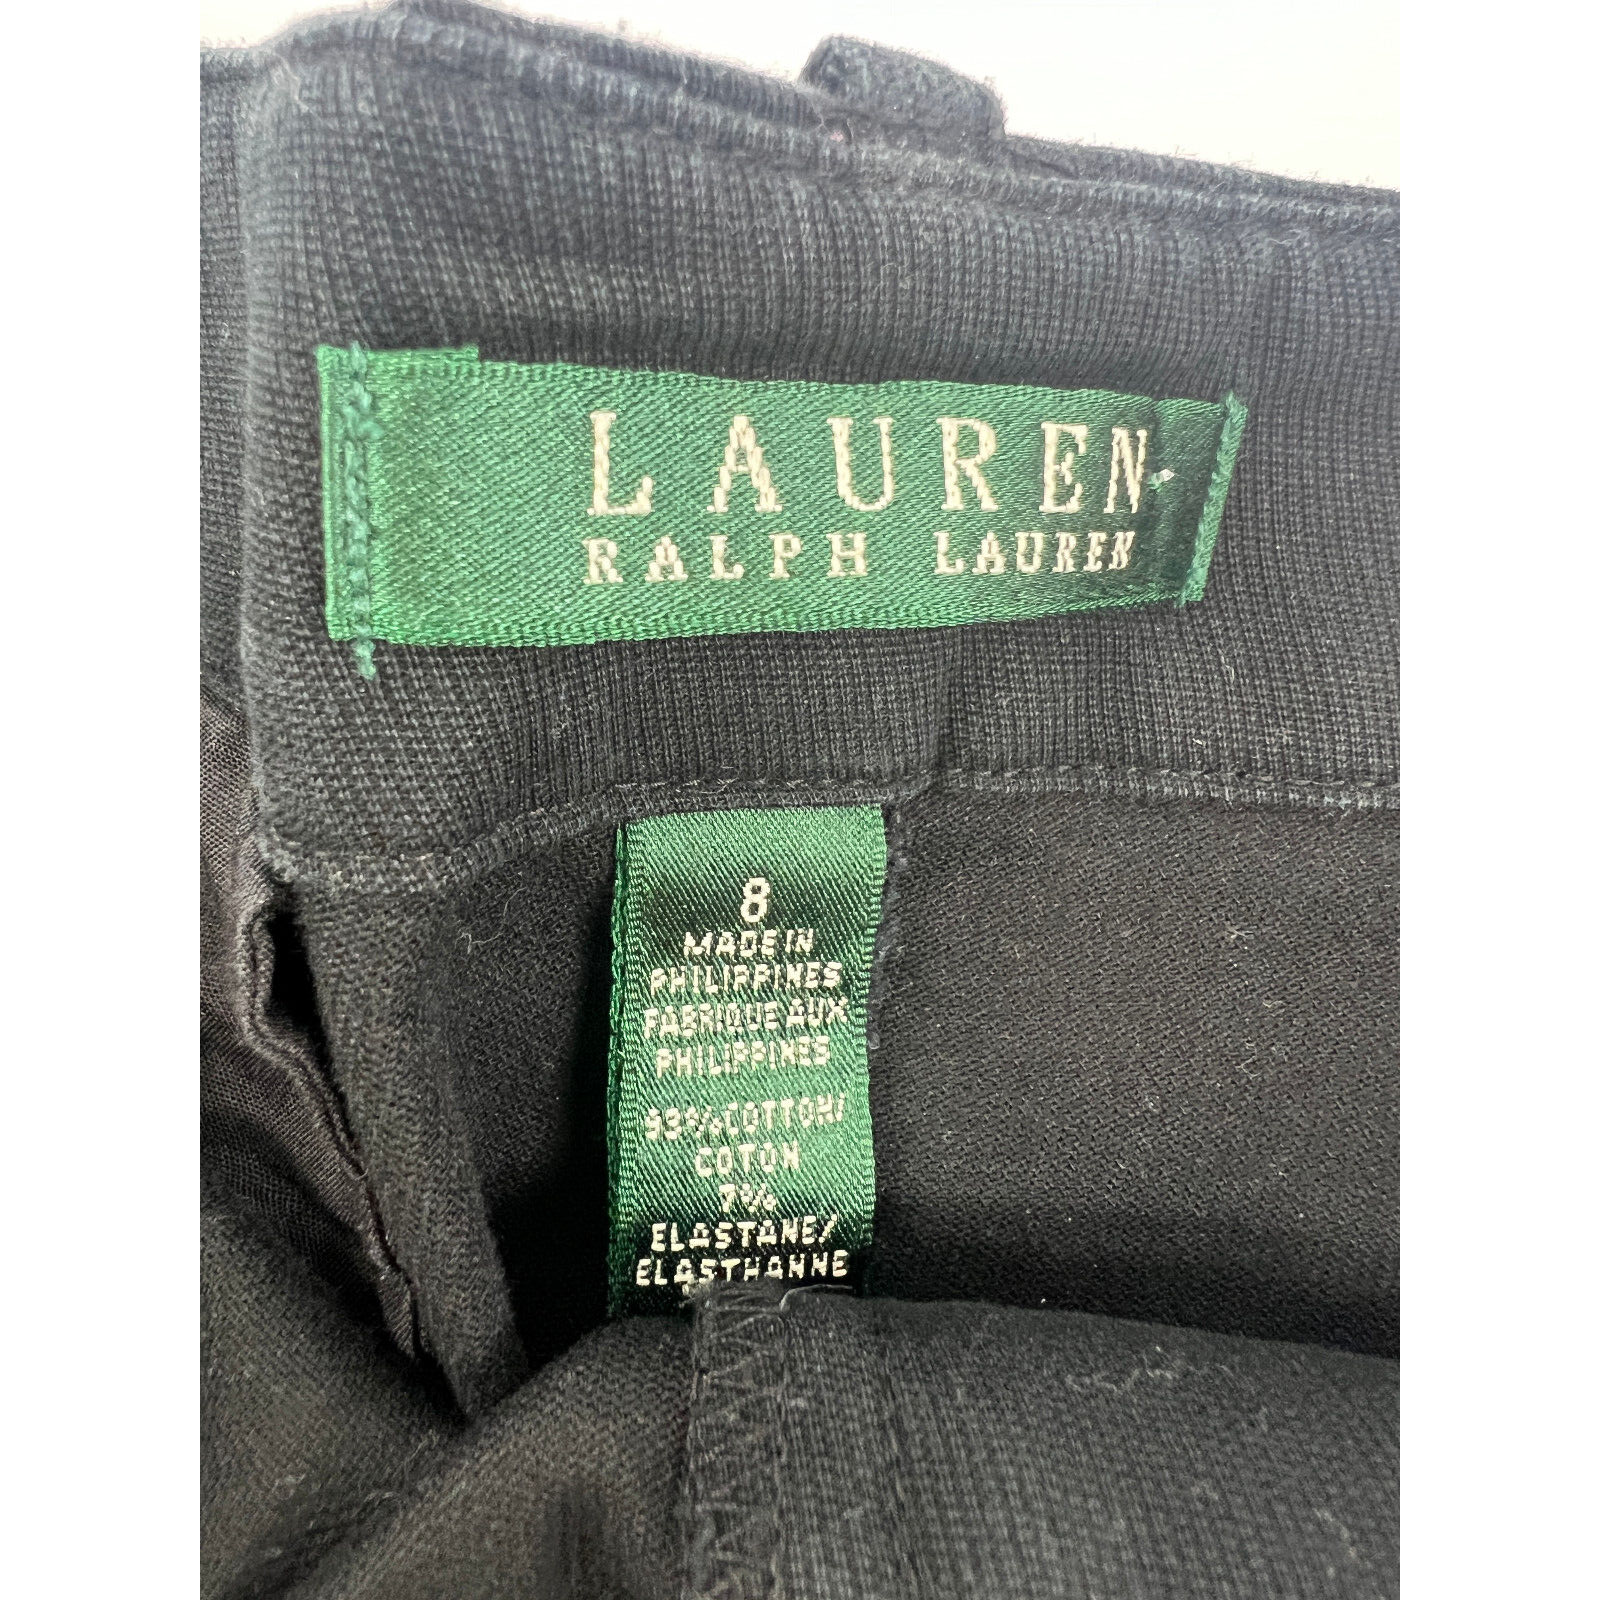 LAUREN
RALPH LAUREN
8
MADE IN
PHILIPPINES
FABRIQUE AUX
PHILIPPINES
93% COTTON/
COTON
7%
ELASTANE/
ELASTHANNE